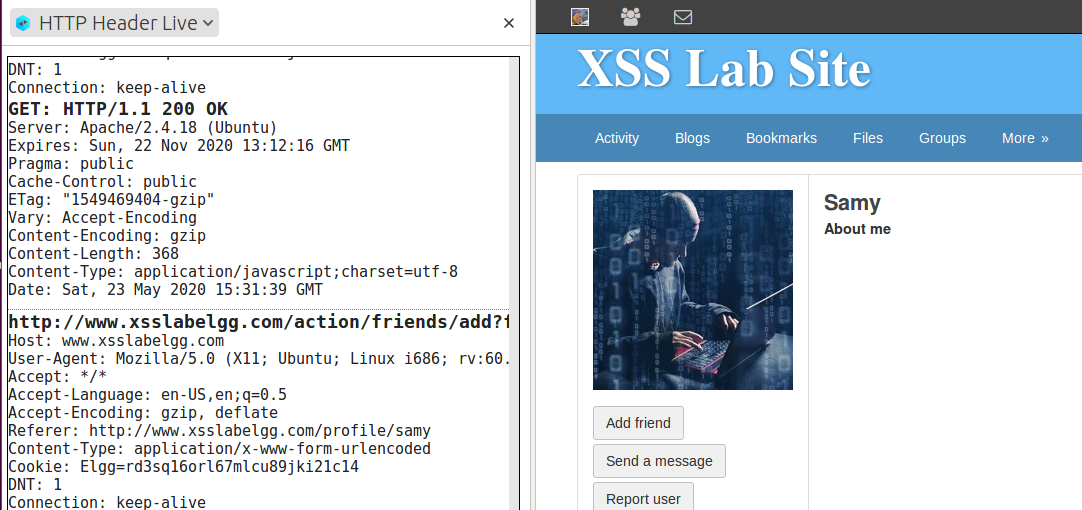 HTTP Header Live
DNT: 1
Connection: keep-alive
GET: HTTP/1.1 200 OK
Server: Apache/2.4.18 (Ubuntu)
Expires: Sun, 22 Nov 2020 13:12:16 GMT
Pragma: public
Cache-Control: public
ETag: "1549469404-gzip"
Vary: Accept-Encoding
Content-Encoding: gzip
Content-Length: 368
Content-Type: application/javascript;charset=utf-8
Date: Sat, 23 May 2020 15:31:39 GMT
http://www.xsslabelgg.com/action/friends/add?f
Host: www.xsslabelgg.com
User-Agent: Mozilla/5.0 (X11; Ubuntu; Linux i686; rv:60.
Accept: */*
Accept-Language: en-US,en;q=0.5
Accept-Encoding: gzip, deflate
Referer: http://www.xsslabelgg.com/profile/samy
Content-Type: application/x-www-form-urlencoded
Cookie: Elgg=rd3sq16orl67mlcu89jki21c14
DNT: 1
Connection: keep-alive
XSS Lab Site
Activity Blogs Bookmarks Files Groups More »
Samy
About me
Add friend
Send a message
Report user